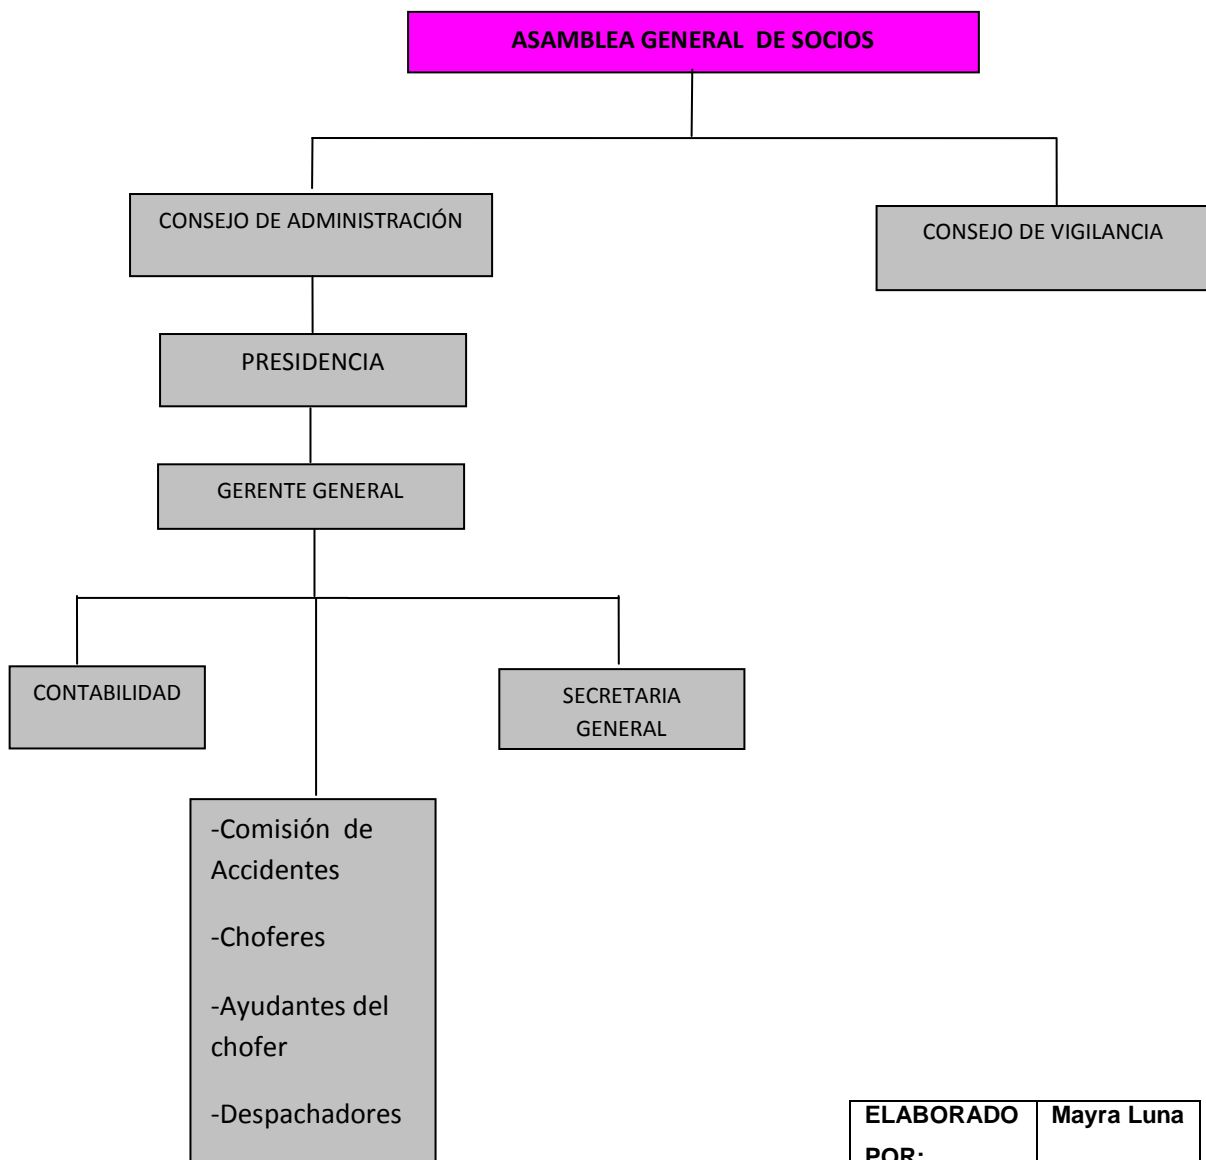 ASAMBLEA GENERAL DE SOCIOS
CONSEJO DE ADMINISTRACIÓN
CONSEJO DE VIGILANCIA
PRESIDENCIA
GERENTE GENERAL
CONTABILIDAD
SECRETARIA
GENERAL
-Comisión de
Accidentes
-Choferes
-Ayudantes del
chofer
-Despachadores
ELABORADO
POR:
Mayra Luna